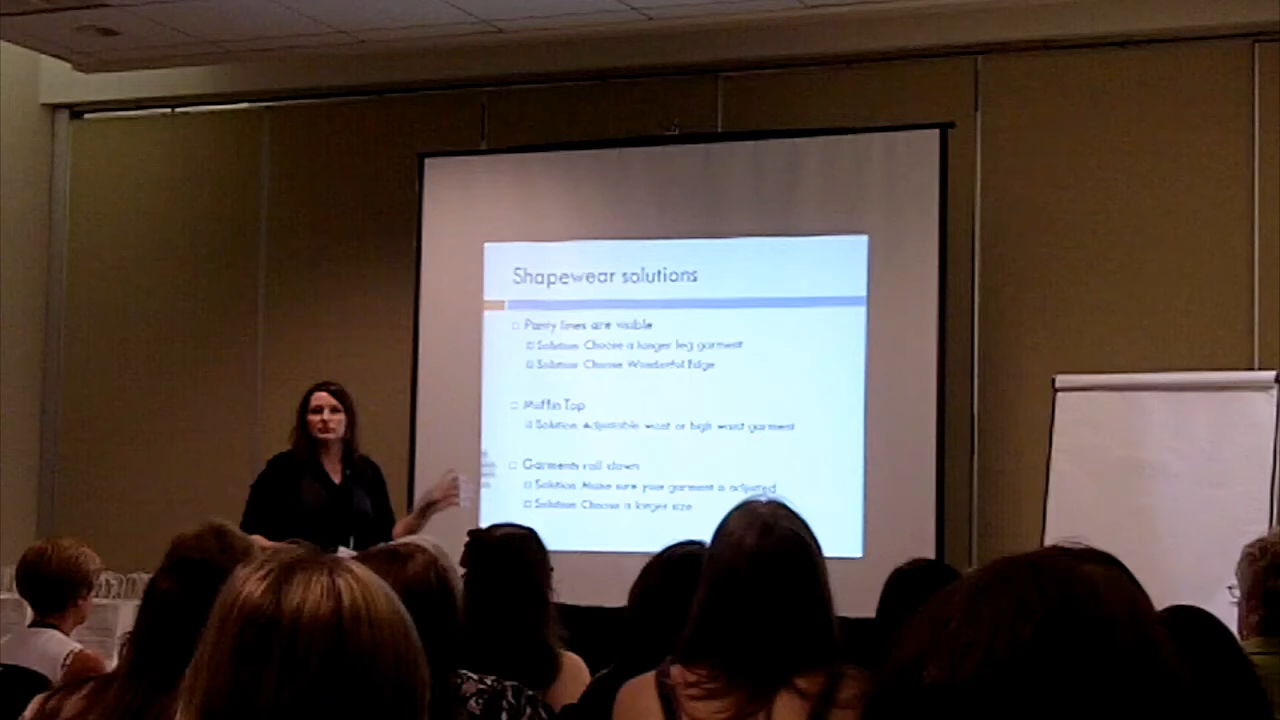 Shapewear solutions
Panty lines are visible
Solution: Choose a longer leg garment
Solution: Choose Wonderful Edge
Muffin Top
Solution: Adjustable waist or high waist garment
Garments roll down
Solution: Make sure your garment is adjusted
Solution: Choose a larger size